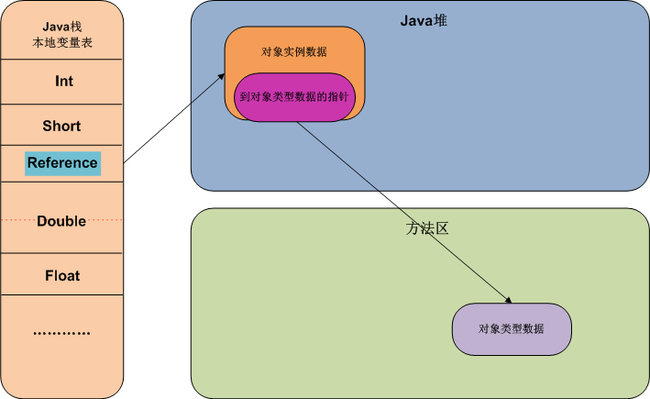 Java栈
本地变量表
Int
Short
Reference
Double
Float
…………
Java堆
对象实例数据
到对象类型数据的指针
方法区
对象类型数据